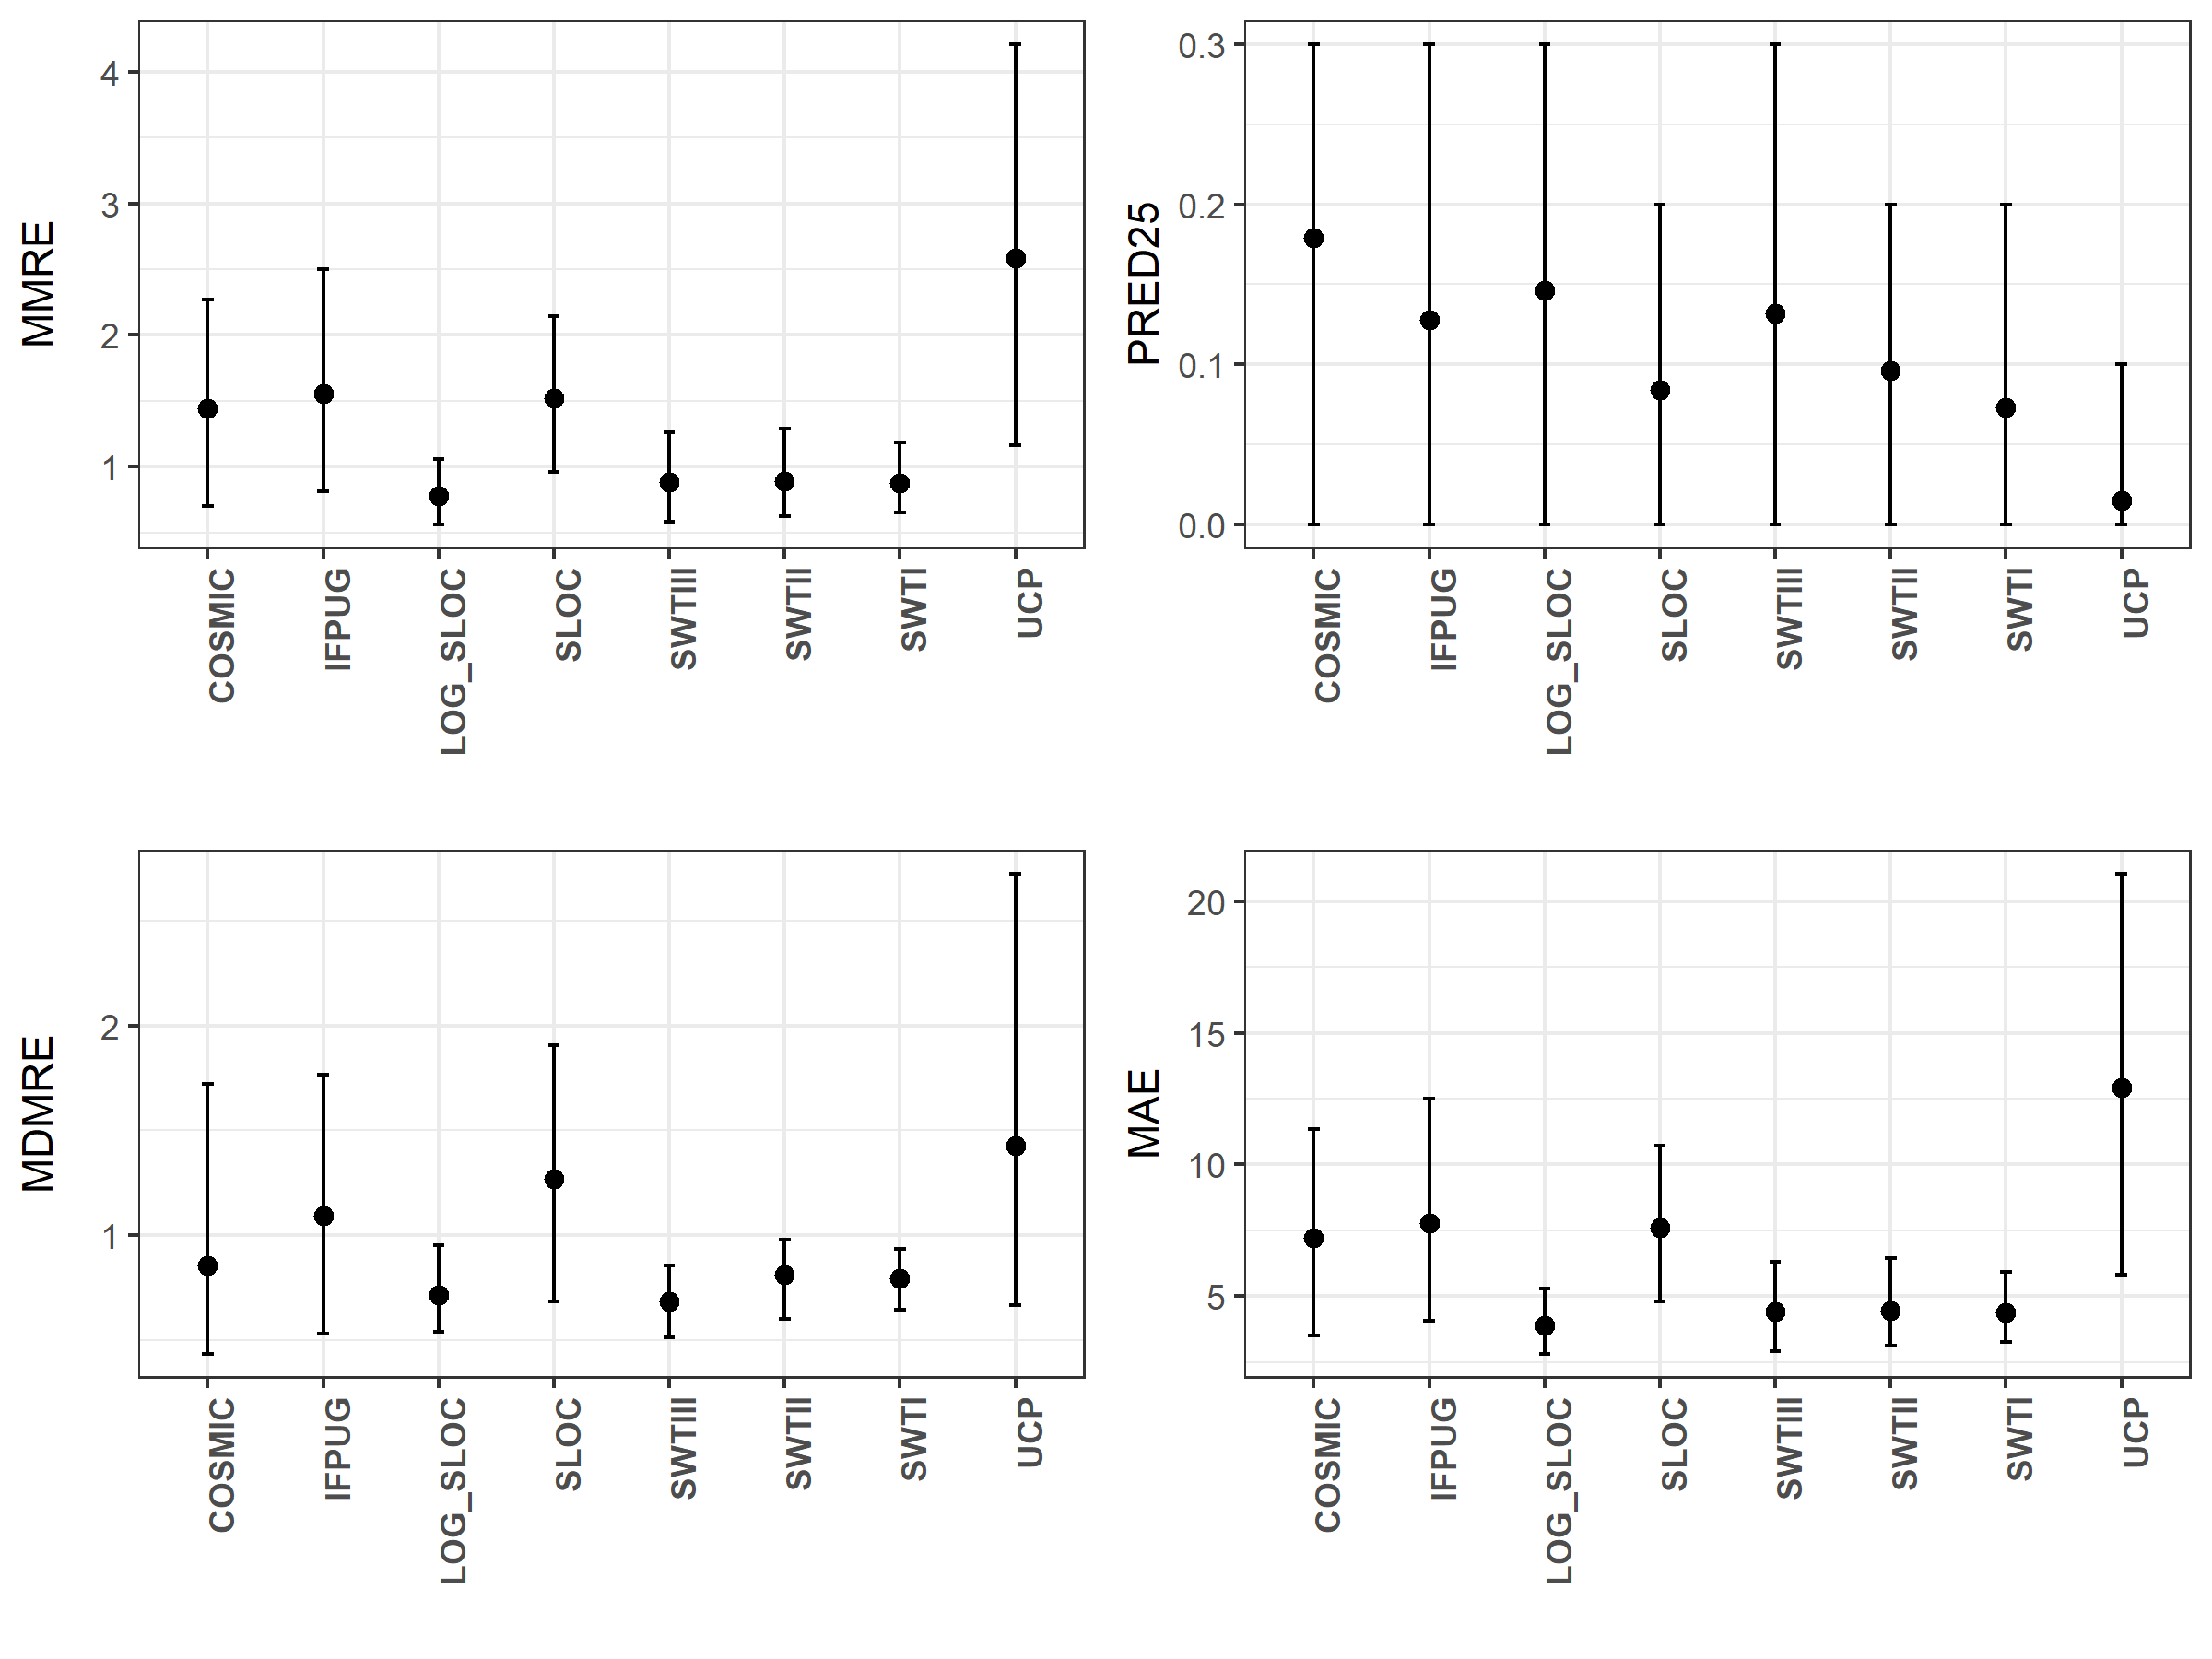 MMRE
4
3
2
1
COSMIC
IFPUG
LOG_SLOC
SLOC
SWTIII
SWTII
SWTI
UCP
PRED25
0.3
0.2
0.1
0.0
COSMIC
IFPUG
LOG_SLOC
SLOC
SWTIII
SWTII
SWTI
UCP
MDMRE
2
1
COSMIC
IFPUG
LOG_SLOC
SLOC
SWTIII
SWTII
SWTI
UCP
MAE
20
15
10
5
COSMIC
IFPUG
LOG_SLOC
SLOC
SWTIII
SWTII
SWTI
UCP